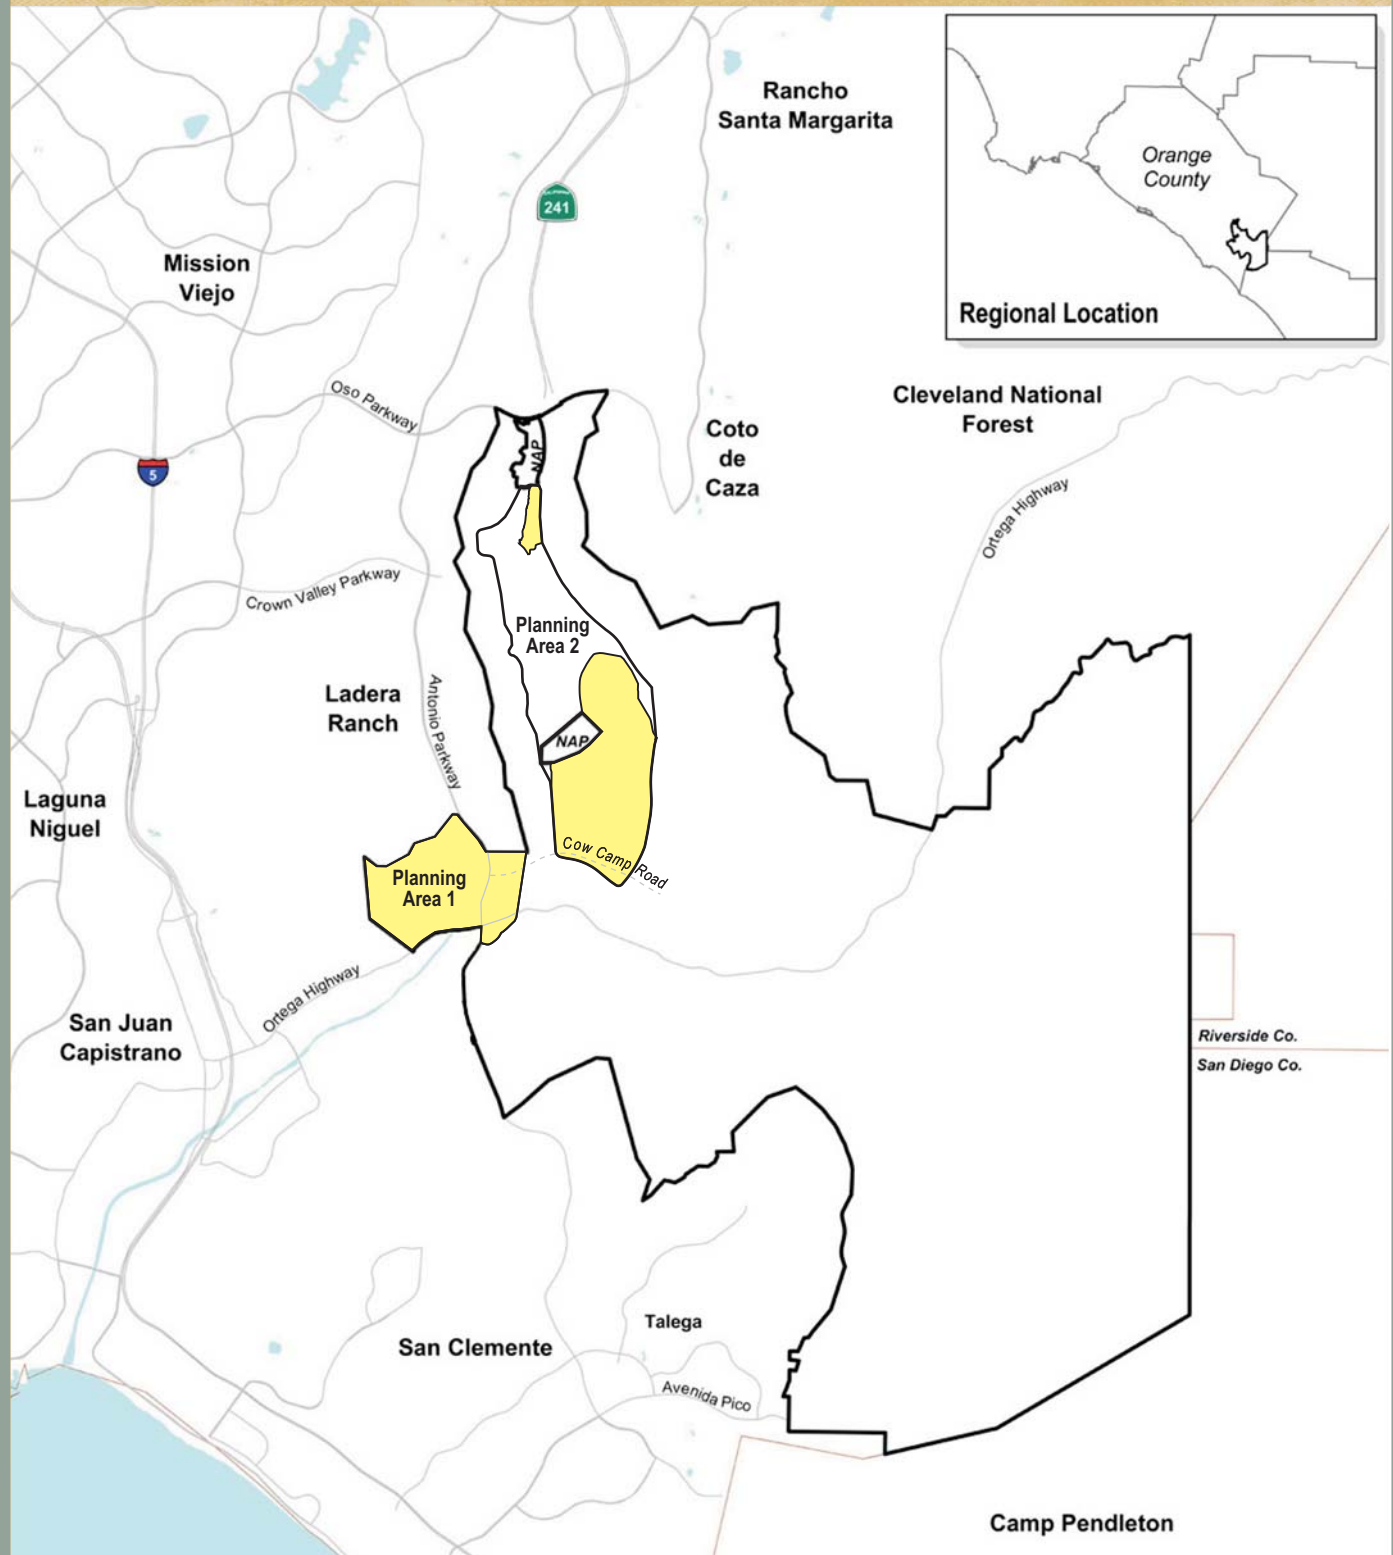 Rancho
Santa Margarita
CALIFORNIA
241
Orange
County
Regional Location
Mission
Viejo
Oso Parkway
Cleveland National
Forest
NAP
Coto
de
Caza
5
Ortega Highway
Crown Valley Parkway
Planning
Area 2
Ladera
Ranch
Antonio Parkway
NAP
Laguna
Niguel
Cow Camp Road
Planning
Area 1
Ortega Highway
San Juan
Capistrano
Riverside Co.
San Diego Co.
Talega
San Clemente
Avenida Pico
Camp Pendleton